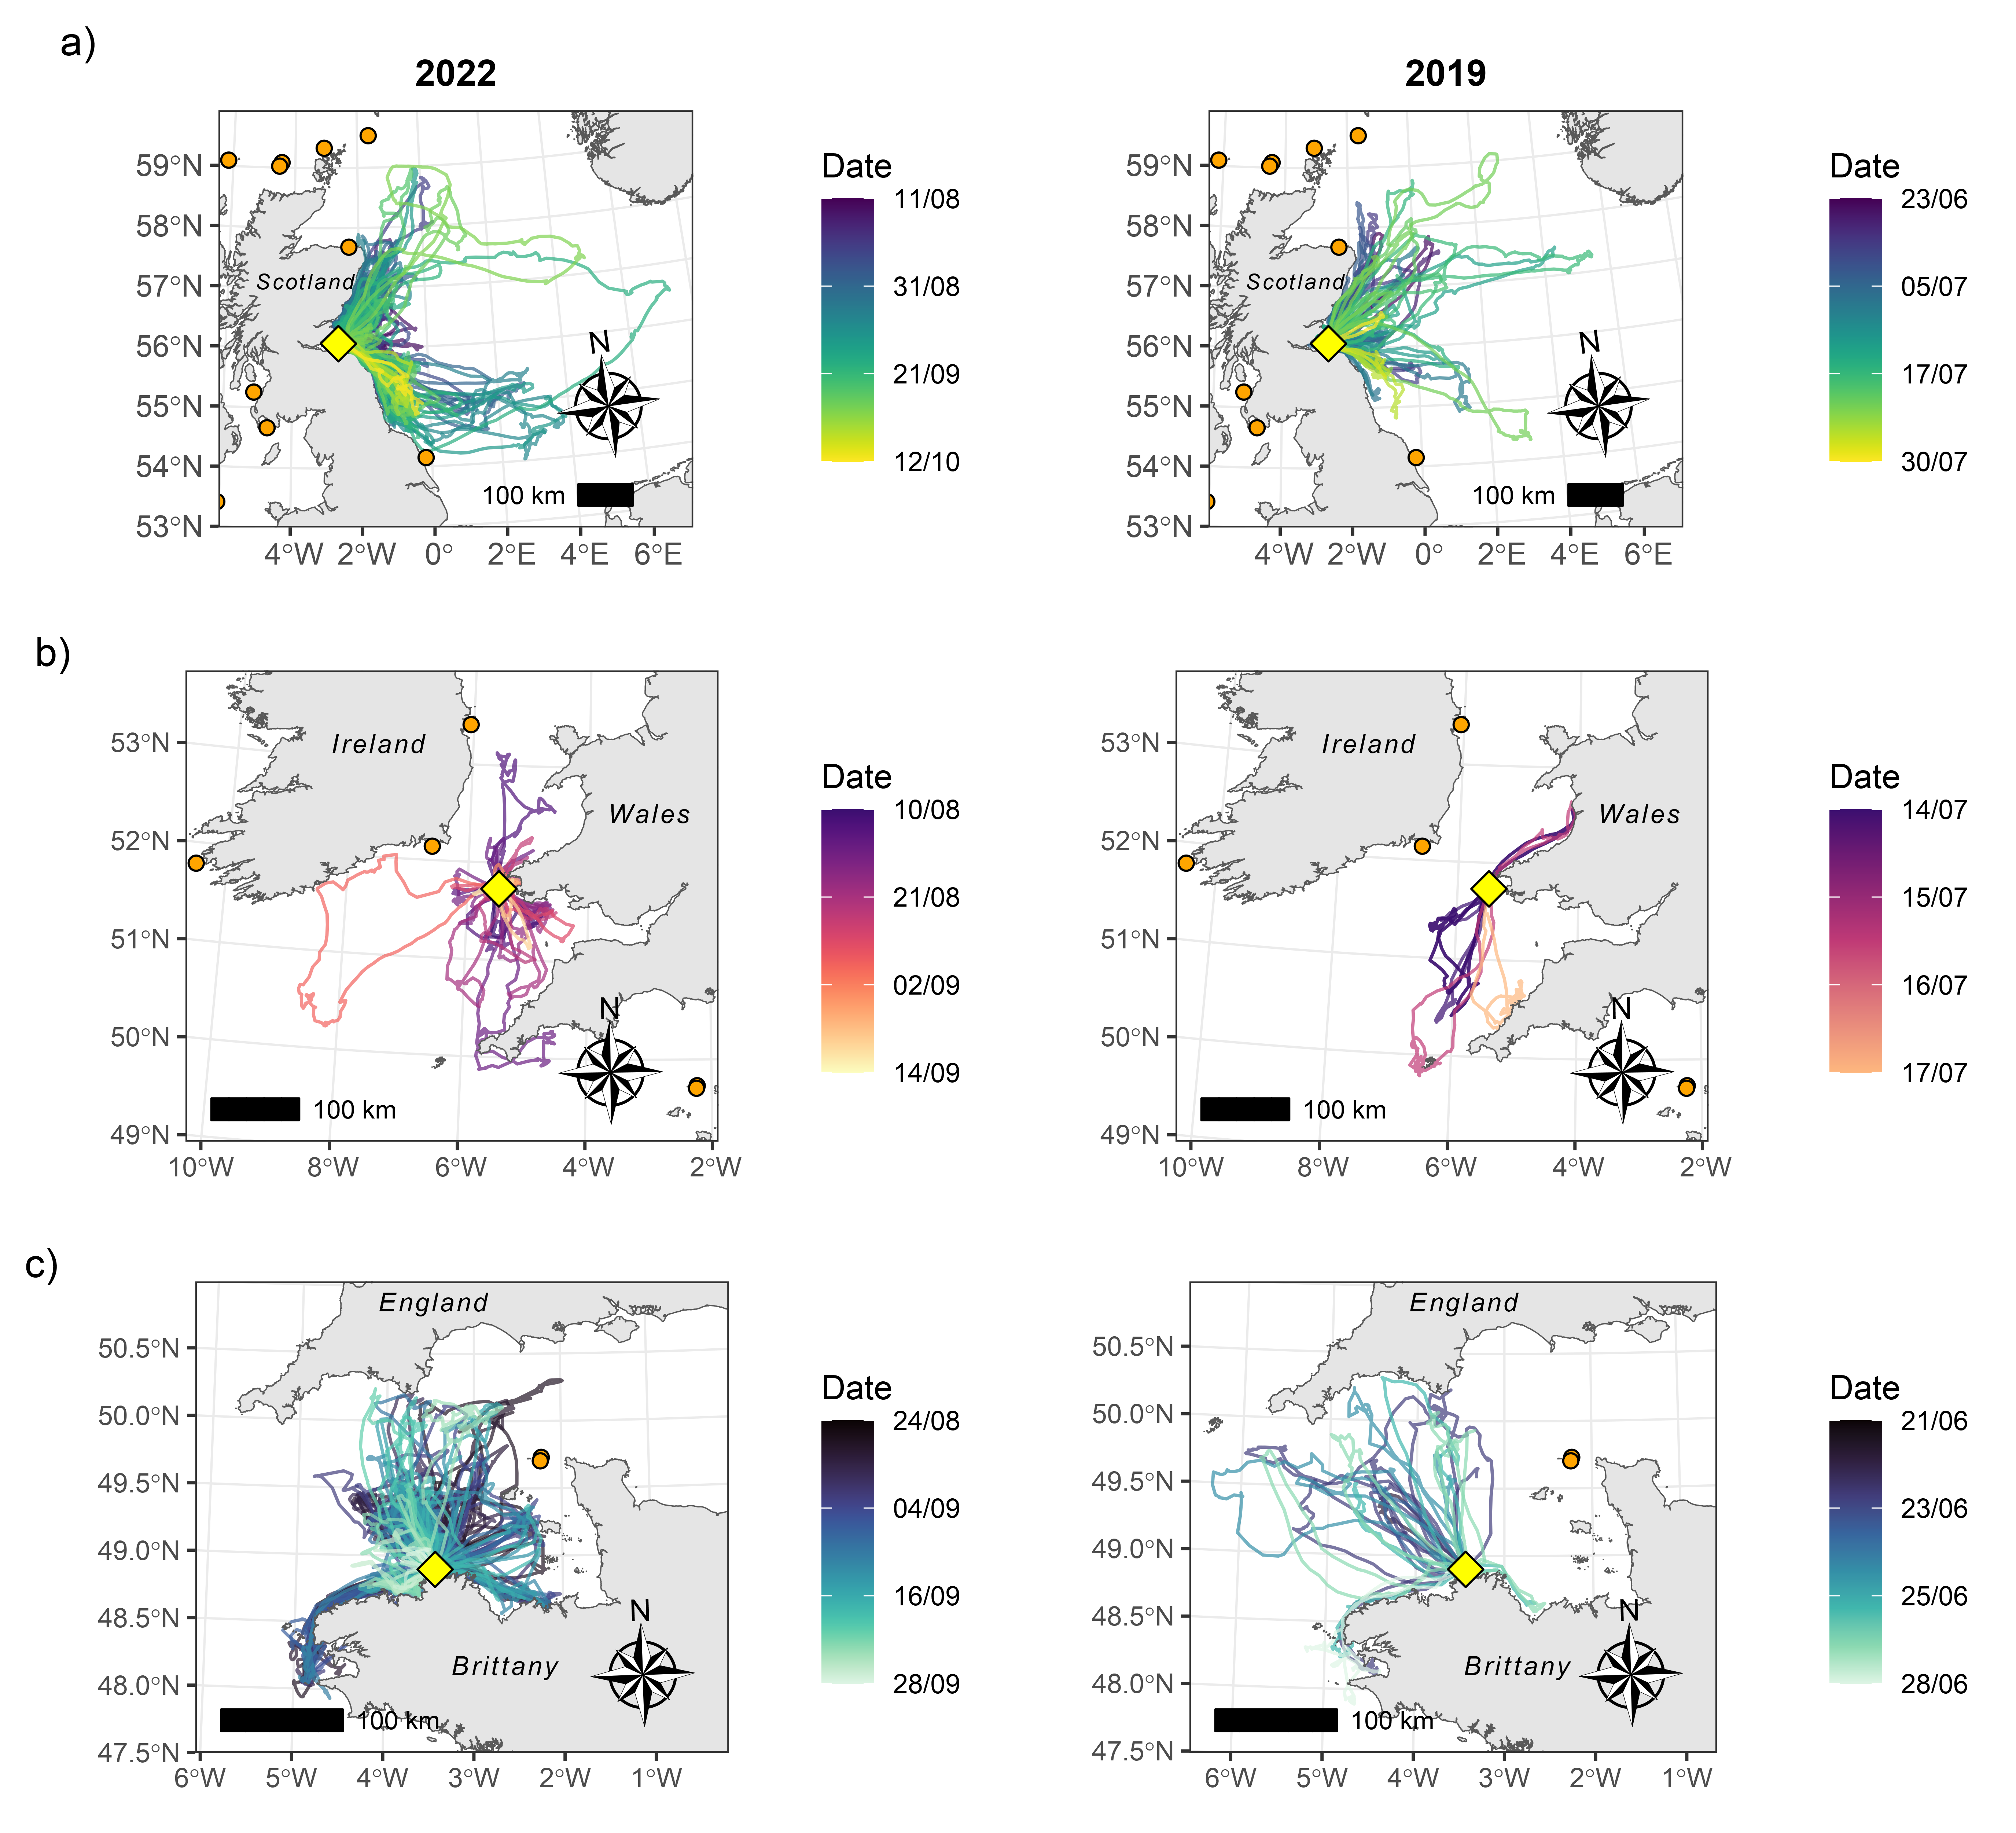 a)
2022
2019
59°N
58°N
57°N
56°N
55°N
54°N
53°N
Scotland
N
100 km
4°W 2°W 0° 2°E 4°E 6°E
Date
11/08
31/08
21/09
12/10
59°N
58°N
57°N
56°N
55°N
54°N
53°N
Scotland
N
100 km
4°W 2°W 0° 2°E 4°E 6°E
Date
23/06
05/07
17/07
30/07
b)
53°N
52°N
51°N
50°N
49°N
Ireland
Wales
N
100 km
10°W 8°W 6°W 4°W 2°W
Date
10/08
21/08
02/09
14/09
53°N
52°N
51°N
50°N
49°N
Ireland
Wales
N
100 km
10°W 8°W 6°W 4°W 2°W
Date
14/07
15/07
16/07
17/07
c)
England
50.5°N
50.0°N
49.5°N
49.0°N
48.5°N
48.0°N
47.5°N
Brittany
N
100 km
6°W 5°W 4°W 3°W 2°W 1°W
Date
24/08
04/09
16/09
28/09
England
50.5°N
50.0°N
49.5°N
49.0°N
48.5°N
48.0°N
47.5°N
Brittany
N
100 km
6°W 5°W 4°W 3°W 2°W 1°W
Date
21/06
23/06
25/06
28/06